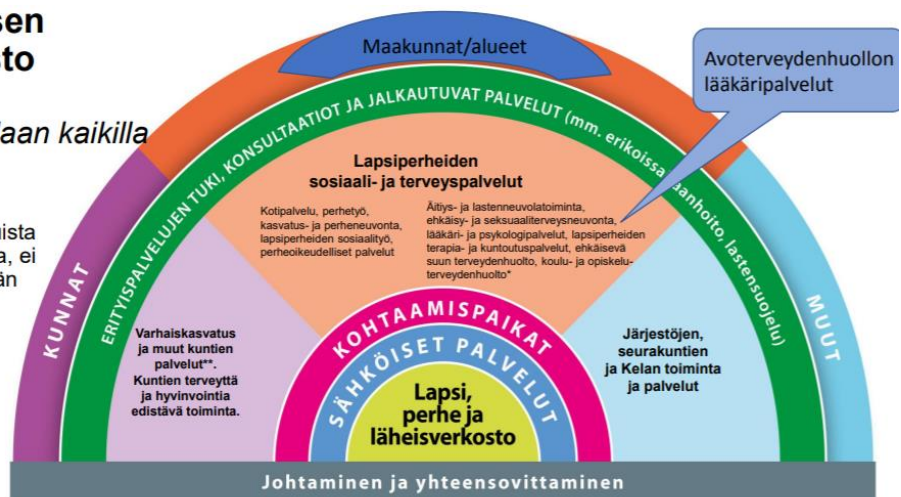 sen
sto
laan kaikilla
uista
a, ei
än
Maakunnat/alueet
Avoterveydenhuollon
lääkäripalvelut
KUNNAT
MUUT
ERITYISPALVELUJEN TUKI, KONSULTAATIOT JA JALKAUTUVAT PALVELUT (mm. erikoissairaanhoito, lastensuojelu)
Lapsiperheiden
sosiaali- ja terveyspalvelut
Kotipalvelu, perhetyö,
kasvatus- ja perheneuvonta,
lapsiperheiden sosiaalityö,
perheoikeudelliset palvelut
Äitiys- ja lastenneuvolatoiminta,
ehkäisy- ja seksuaaliterveysneuvonta,
lääkäri- ja psykologipalvelut, lapsiperheiden
terapia- ja kuntoutuspalvelut, ehkäisevä
suun terveydenhuolto, koulu- ja opiskelu-
terveydenhuolto*
Varhaiskasvatus
ja muut kuntien
palvelut**.
Kuntien terveyttä
ja hyvinvointia
edistävä toiminta.
Järjestöjen,
seurakuntien
ja Kelan toiminta
ja palvelut
KOHTAAMISPAIKAT
SÄHKÖISET PALVELUT
Lapsi,
perhe ja
läheisverkosto
Johtaminen ja yhteensovittaminen